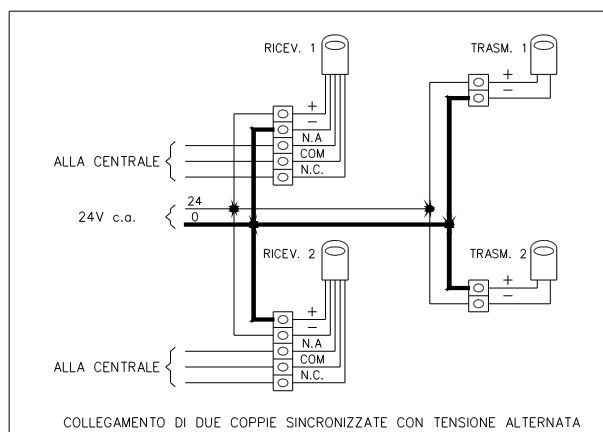 RICEV. 1
TRASM. 1
+
−
+
−
N.A
COM
N.C.
ALLA CENTRALE
24
24V c.a.
0
RICEV. 2
TRASM. 2
+
−
+
−
N.A
COM
N.C.
ALLA CENTRALE
COLLEGAMENTO DI DUE COPPIE SINCRONIZZATE CON TENSIONE ALTERNATA